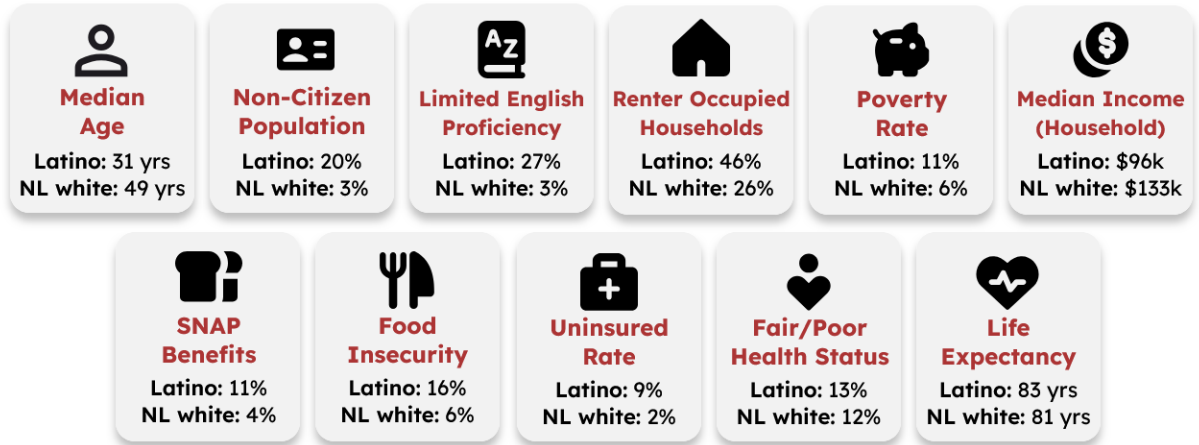 Median
Age
Latino: 31 yrs
NL white: 49 yrs
Non-Citizen
Population
Latino: 20%
NL white: 3%
A Z
Limited English
Proficiency
Latino: 27%
NL white: 3%
Renter Occupied
Households
Latino: 46%
NL white: 26%
Poverty
Rate
Latino: 11%
NL white: 6%
$
Median Income
(Household)
Latino: $96k
NL white: $133k
SNAP
Benefits
Latino: 11%
NL white: 4%
Food
Insecurity
Latino: 16%
NL white: 6%
Uninsured
Rate
Latino: 9%
NL white: 2%
Fair/Poor
Health Status
Latino: 13%
NL white: 12%
Life
Expectancy
Latino: 83 yrs
NL white: 81 yrs